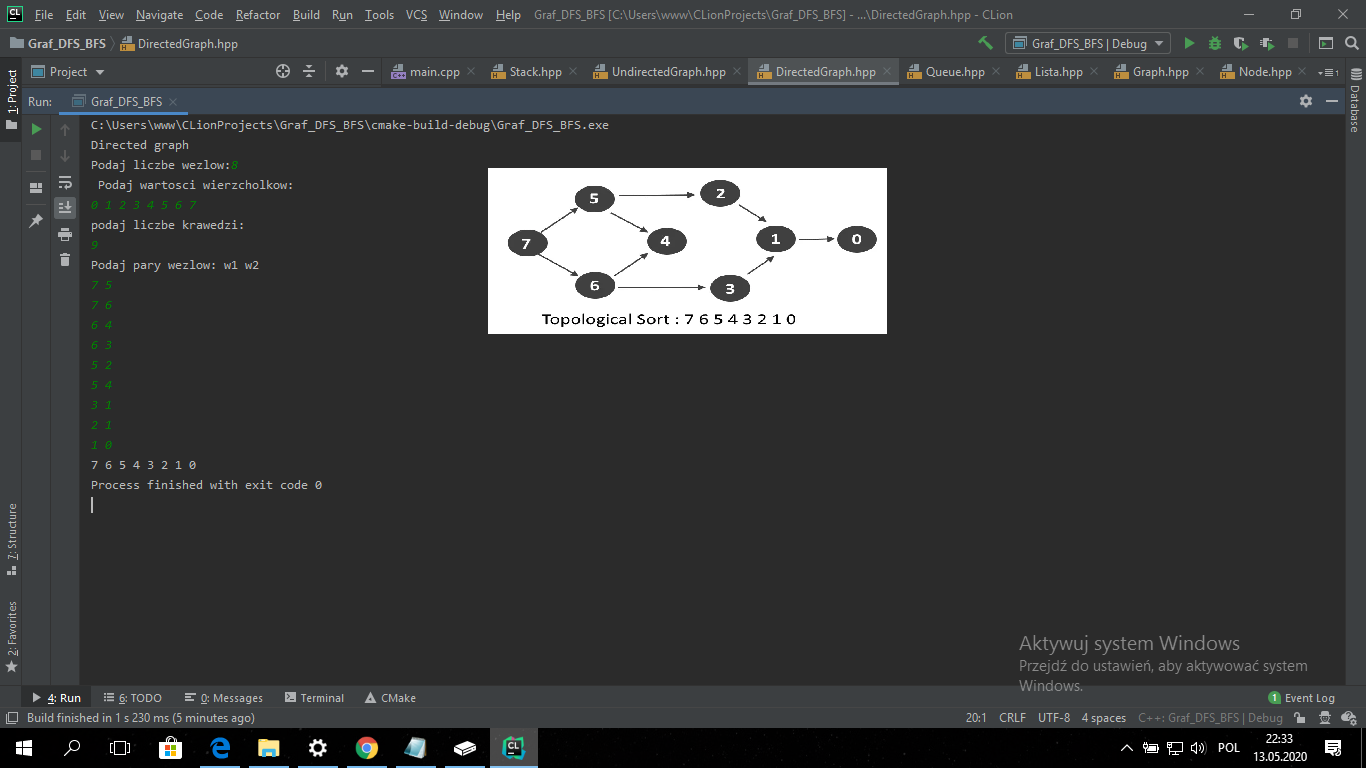 CL File Edit View Navigate Code Refactor Build Run Tools VCS Window Help Graf_DFS_BFS [C:\Users\www\CLionProjects\Graf_DFS_BFS] - ...\DirectedGraph.hpp - CLion
Graf_DFS_BFS DirectedGraph.hpp Graf_DFS_BFS | Debug
1: Project
Project main.cpp Stack.hpp UndirectedGraph.hpp DirectedGraph.hpp Queue.hpp Lista.hpp Graph.hpp Node.hpp
Database
Run: Graf_DFS_BFS
C:\Users\www\CLionProjects\Graf_DFS_BFS\cmake-build-debug\Graf_DFS_BFS.exe
Directed graph
Podaj liczbe wezlow:8
Podaj wartosci wierzcholkow:
0 1 2 3 4 5 6 7
podaj liczbe krawedzi:
9
Podaj pary wezlow: w1 w2
7 5
7 6
6 4
6 3
5 2
5 4
3 1
2 1
1 0
7 6 5 4 3 2 1 0
Process finished with exit code 0
5 2
7 4 1 0
6 3
Topological Sort : 7 6 5 4 3 2 1 0
7: Structure
2: Favorites
Aktywuj system Windows
Przejdź do ustawień, aby aktywować system
Windows.
4: Run 6: TODO 0: Messages Terminal CMake 1 Event Log
Build finished in 1 s 230 ms (5 minutes ago) 20:1 CRLF UTF-8 4 spaces C++: Graf_DFS_BFS | Debug
CL POL 22:33
13.05.2020